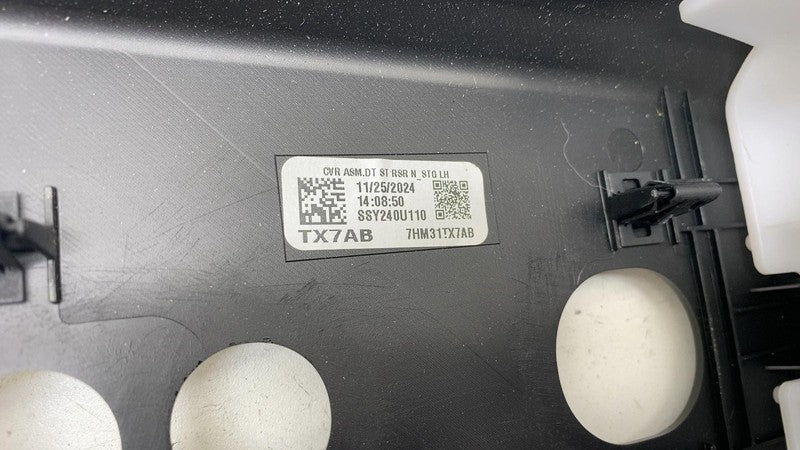 CVR ASM.DT ST RSR N_STG LH
11/25/2024
14:08:50
SSY240U110
TX7AB 7HM31TX7AB